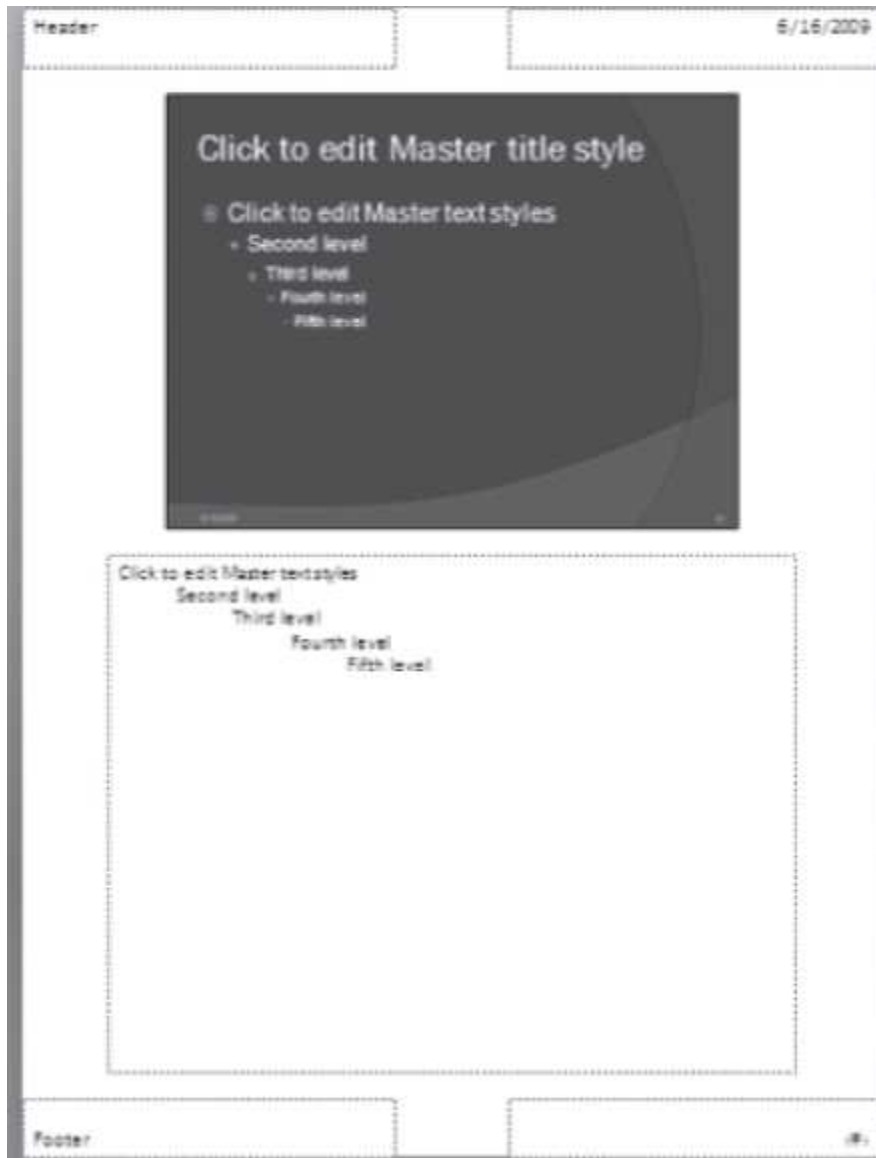 Header
6/16/2009
Click to edit Master title style
Click to edit Master text styles
Second level
Third level
Fourth level
Fifth level
Click to edit Master text styles
Second level
Third level
Fourth level
Fifth level
Footer
‹#›